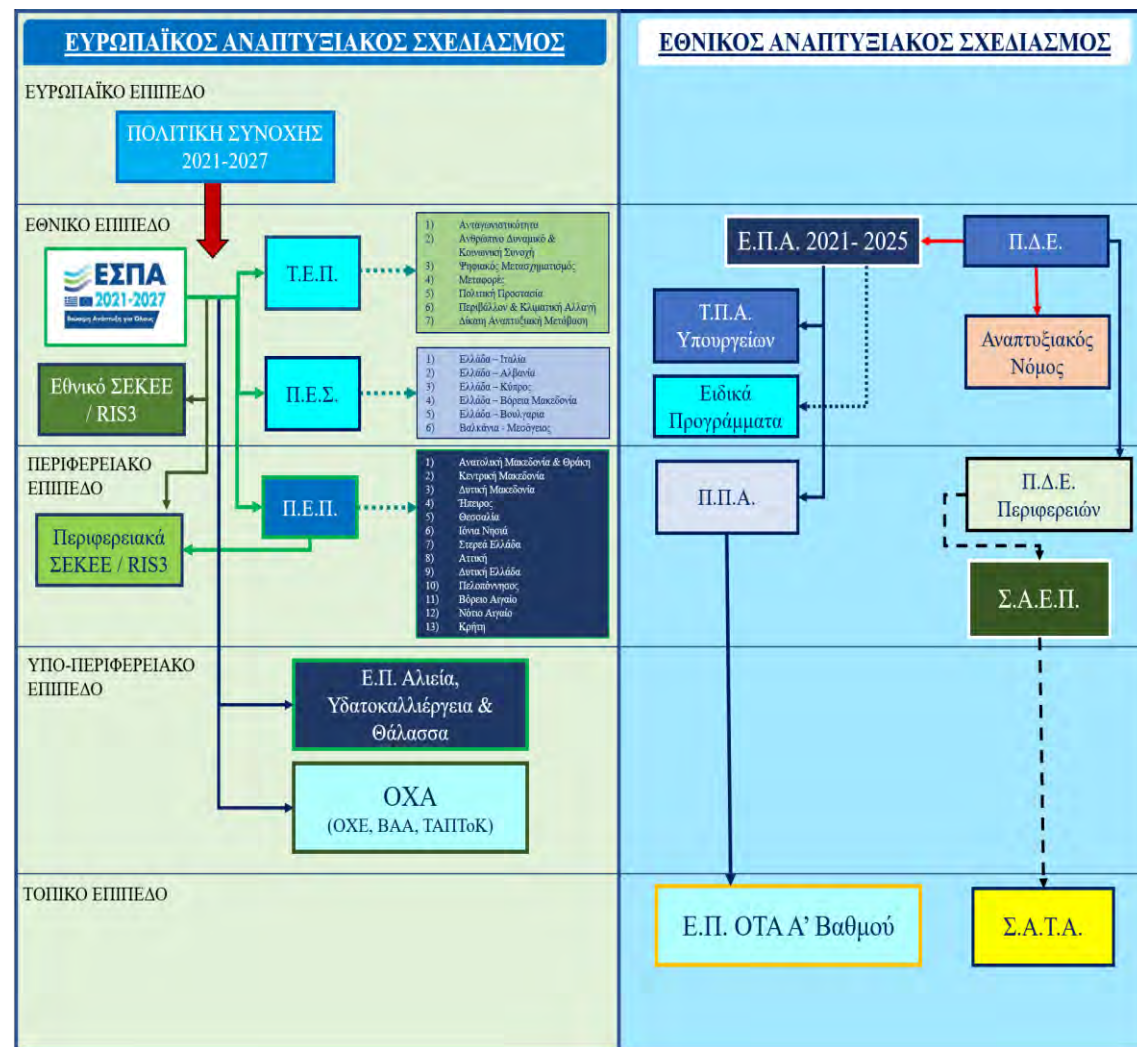 ΕΥΡΩΠΑΪΚΟΣ ΑΝΑΠΤΥΞΙΑΚΟΣ ΣΧΕΔΙΑΣΜΟΣ
ΕΥΡΩΠΑΪΚΟ ΕΠΙΠΕΔΟ
ΠΟΛΙΤΙΚΗ ΣΥΝΟΧΗΣ
2021-2027
ΕΘΝΙΚΟ ΕΠΙΠΕΔΟ
ΕΣΠΑ
2021-2027
Βιώσιμη Ανάπτυξη για Όλους
Τ.Ε.Π.
1) Ανταγωνιστικότητα
2) Ανθρώπινο Δυναμικό &
Κοινωνική Συνοχή
3) Ψηφιακός Μετασχηματισμός
4) Μεταφορές
5) Πολιτική Προστασία
6) Περιβάλλον & Κλιματική Αλλαγή
7) Δίκαιη Αναπτυξιακή Μετάβαση
Εθνικό ΣΕΚΕΕ
/ RIS3
Π.Ε.Σ.
1) Ελλάδα – Ιταλία
2) Ελλάδα – Αλβανία
3) Ελλάδα – Κύπρος
4) Ελλάδα – Βόρεια Μακεδονία
5) Ελλάδα – Βουλγαρία
6) Βαλκάνια - Μεσόγειος
ΠΕΡΙΦΕΡΕΙΑΚΟ
ΕΠΙΠΕΔΟ
Περιφερειακά
ΣΕΚΕΕ / RIS3
Π.Ε.Π.
1) Ανατολική Μακεδονία & Θράκη
2) Κεντρική Μακεδονία
3) Δυτική Μακεδονία
4) Ήπειρος
5) Θεσσαλία
6) Ιόνια Νησιά
7) Στερεά Ελλάδα
8) Αττική
9) Δυτική Ελλάδα
10) Πελοπόννησος
11) Βόρειο Αιγαίο
12) Νότιο Αιγαίο
13) Κρήτη
ΥΠΟ-ΠΕΡΙΦΕΡΕΙΑΚΟ
ΕΠΙΠΕΔΟ
Ε.Π. Αλιεία,
Υδατοκαλλιέργεια &
Θάλασσα
ΟΧΑ
(ΟΧΕ, ΒΑΑ, ΤΑΠΤοΚ)
ΤΟΠΙΚΟ ΕΠΙΠΕΔΟ
ΕΘΝΙΚΟΣ ΑΝΑΠΤΥΞΙΑΚΟΣ ΣΧΕΔΙΑΣΜΟΣ
Ε.Π.Α. 2021- 2025
Π.Δ.Ε.
Τ.Π.Α.
Υπουργείων
Αναπτυξιακός
Νόμος
Ειδικά
Προγράμματα
Π.Π.Α.
Π.Δ.Ε.
Περιφερειών
Σ.Α.Ε.Π.
Ε.Π. ΟΤΑ Α’ Βαθμού
Σ.Α.Τ.Α.